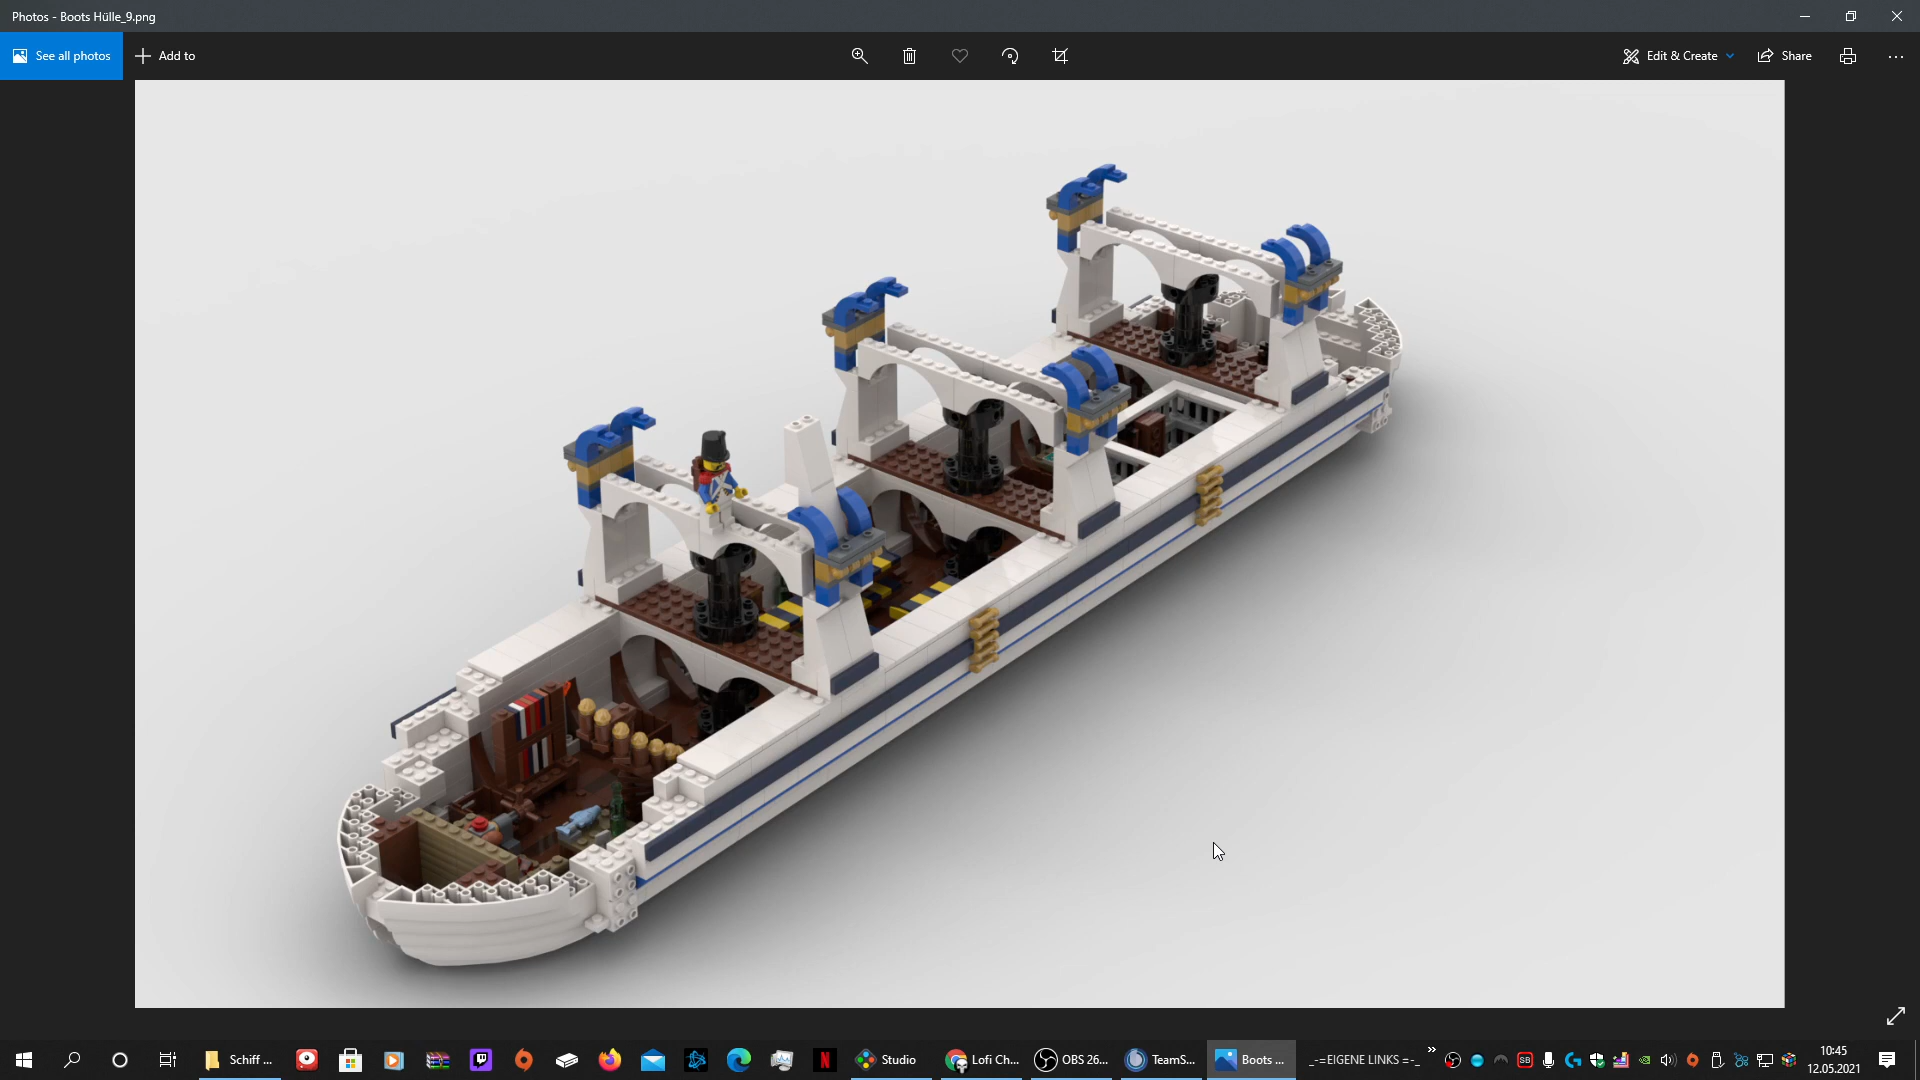 Photos - Boots Hülle_9.png
See all photos
Add to
Edit & Create
Share
Schiff ...
Studio
Lofi Ch...
OBS 26...
TeamS...
Boots ...
_-=EIGENE LINKS =-_
»
SB
N
10:45
12.05.2021